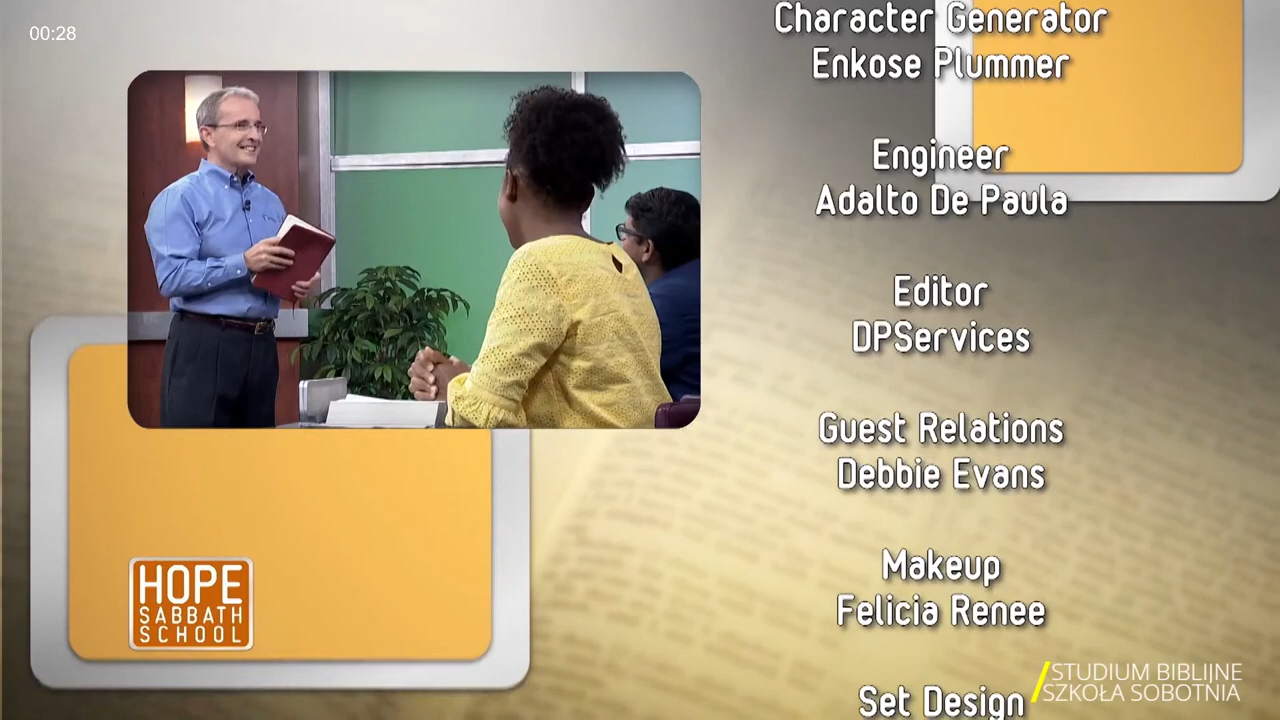 00:28
Character Generator
Enkose Plummer
Engineer
Adalto De Paula
Editor
DPServices
Guest Relations
Debbie Evans
Makeup
Felicia Renee
Set Design
HOPE
SABBATH
SCHOOL
STUDIUM BIBLIJNE
SZKOŁA SOBOTNIA